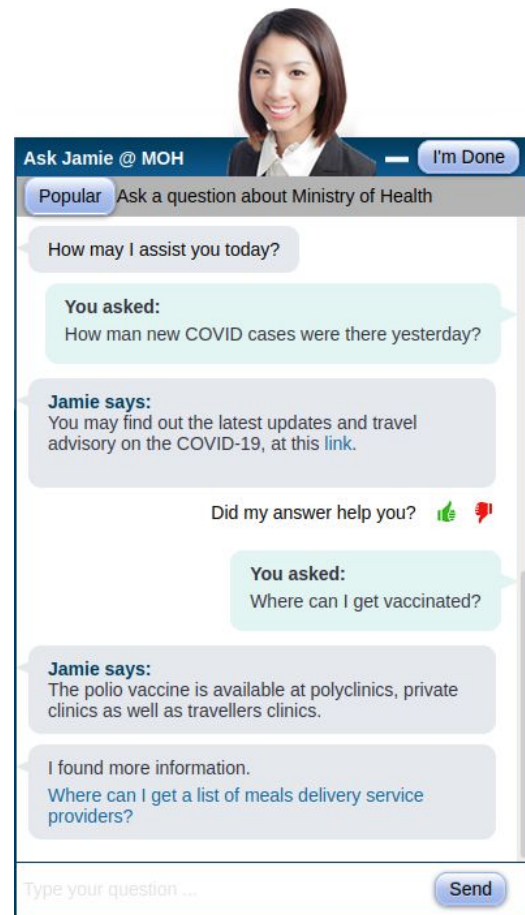 Ask Jamie @ MOH
I'm Done
Popular
Ask a question about Ministry of Health
How may I assist you today?
You asked:
How man new COVID cases were there yesterday?
Jamie says:
You may find out the latest updates and travel
advisory on the COVID-19, at this link.
Did my answer help you?
You asked:
Where can I get vaccinated?
Jamie says:
The polio vaccine is available at polyclinics, private
clinics as well as travellers clinics.
I found more information.
Where can I get a list of meals delivery service
providers?
Type your question ...
Send